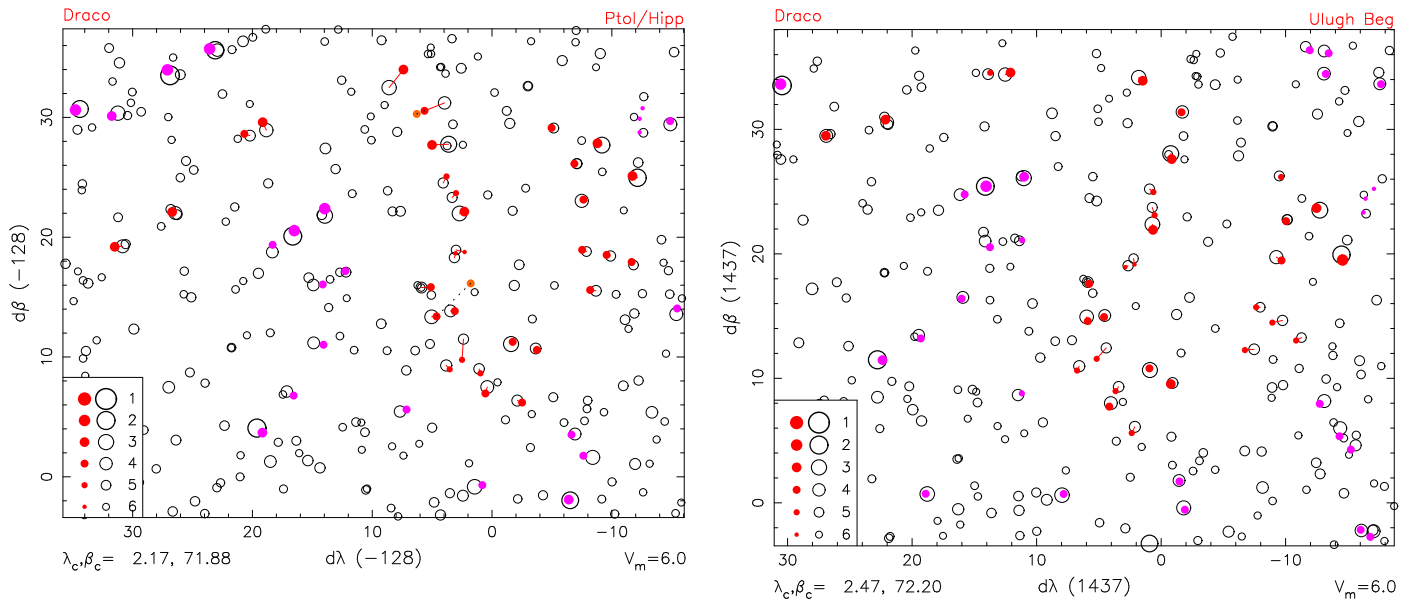 Draco
Ptol/Hipp
30
20
10
0
dβ (−128)
1
2
3
4
5
6
30
20
10
0
−10
λc,βc= 2.17, 71.88
dλ (−128)
Vm=6.0
Draco
Ulugh Beg
30
20
10
0
dβ (1437)
1
2
3
4
5
6
30
20
10
0
−10
λc,βc= 2.47, 72.20
dλ (1437)
Vm=6.0